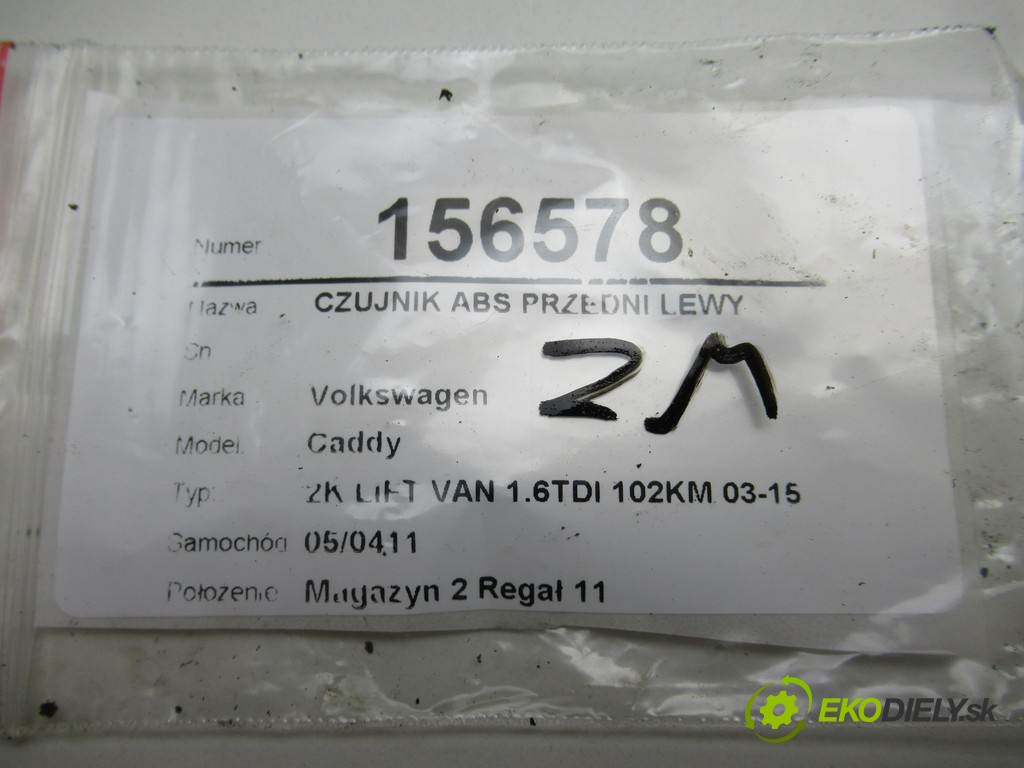 Numer 156578
Nazwa CZUJNIK ABS PRZEDNI LEWY
Sn
ZM
Marka Volkswagen
Model Caddy
Typ: 2K LIFT VAN 1.6TDI 102KM 03-15
Samochód 05/0411
Położenie Magazyn 2 Regał 11
EKODIELY.sk